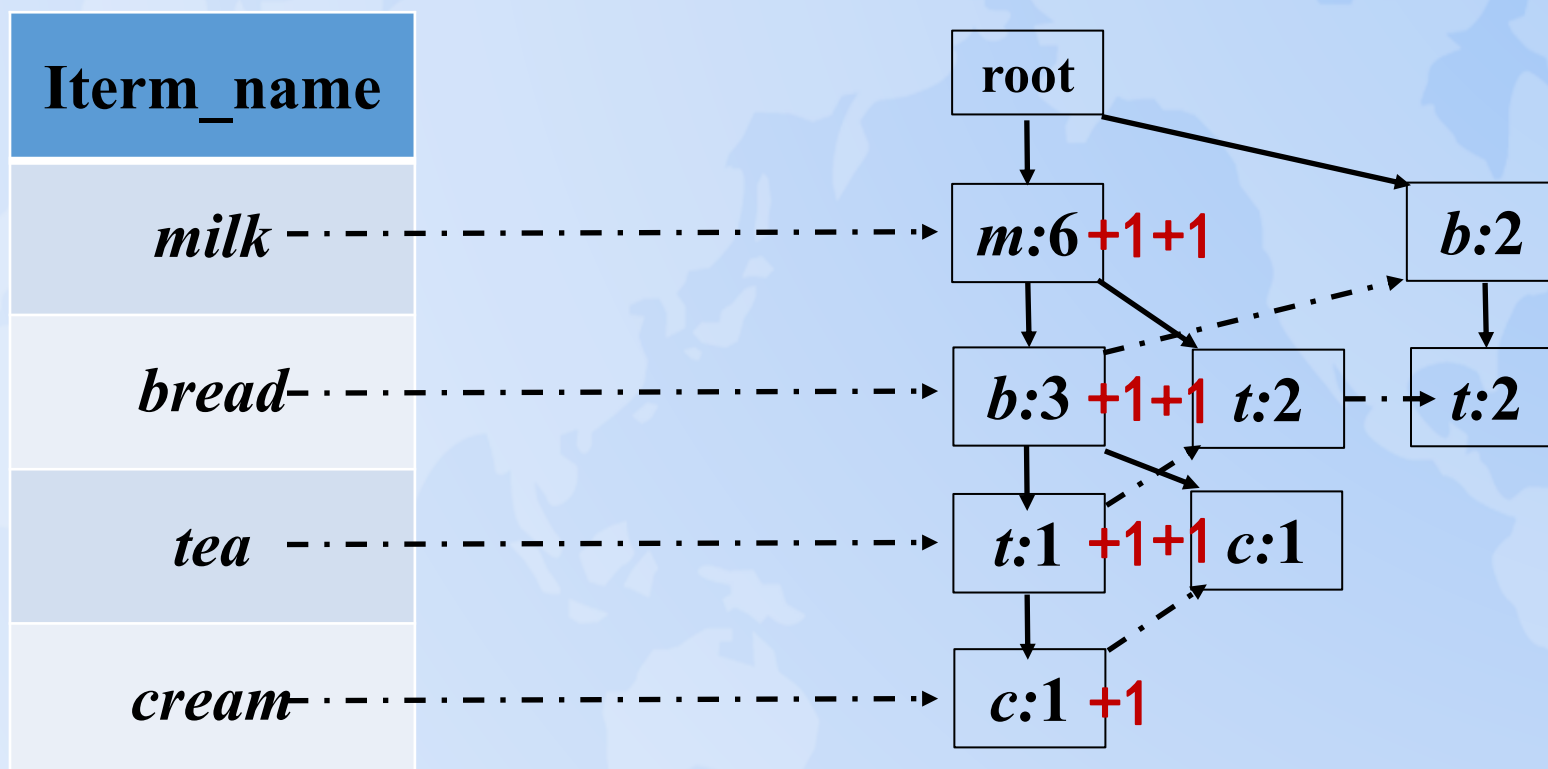 Iterm_name
root
milk
m:6 +1+1
b:2
bread
b:3 +1+1
t:2
t:2
tea
t:1 +1+1
c:1
cream
c:1 +1